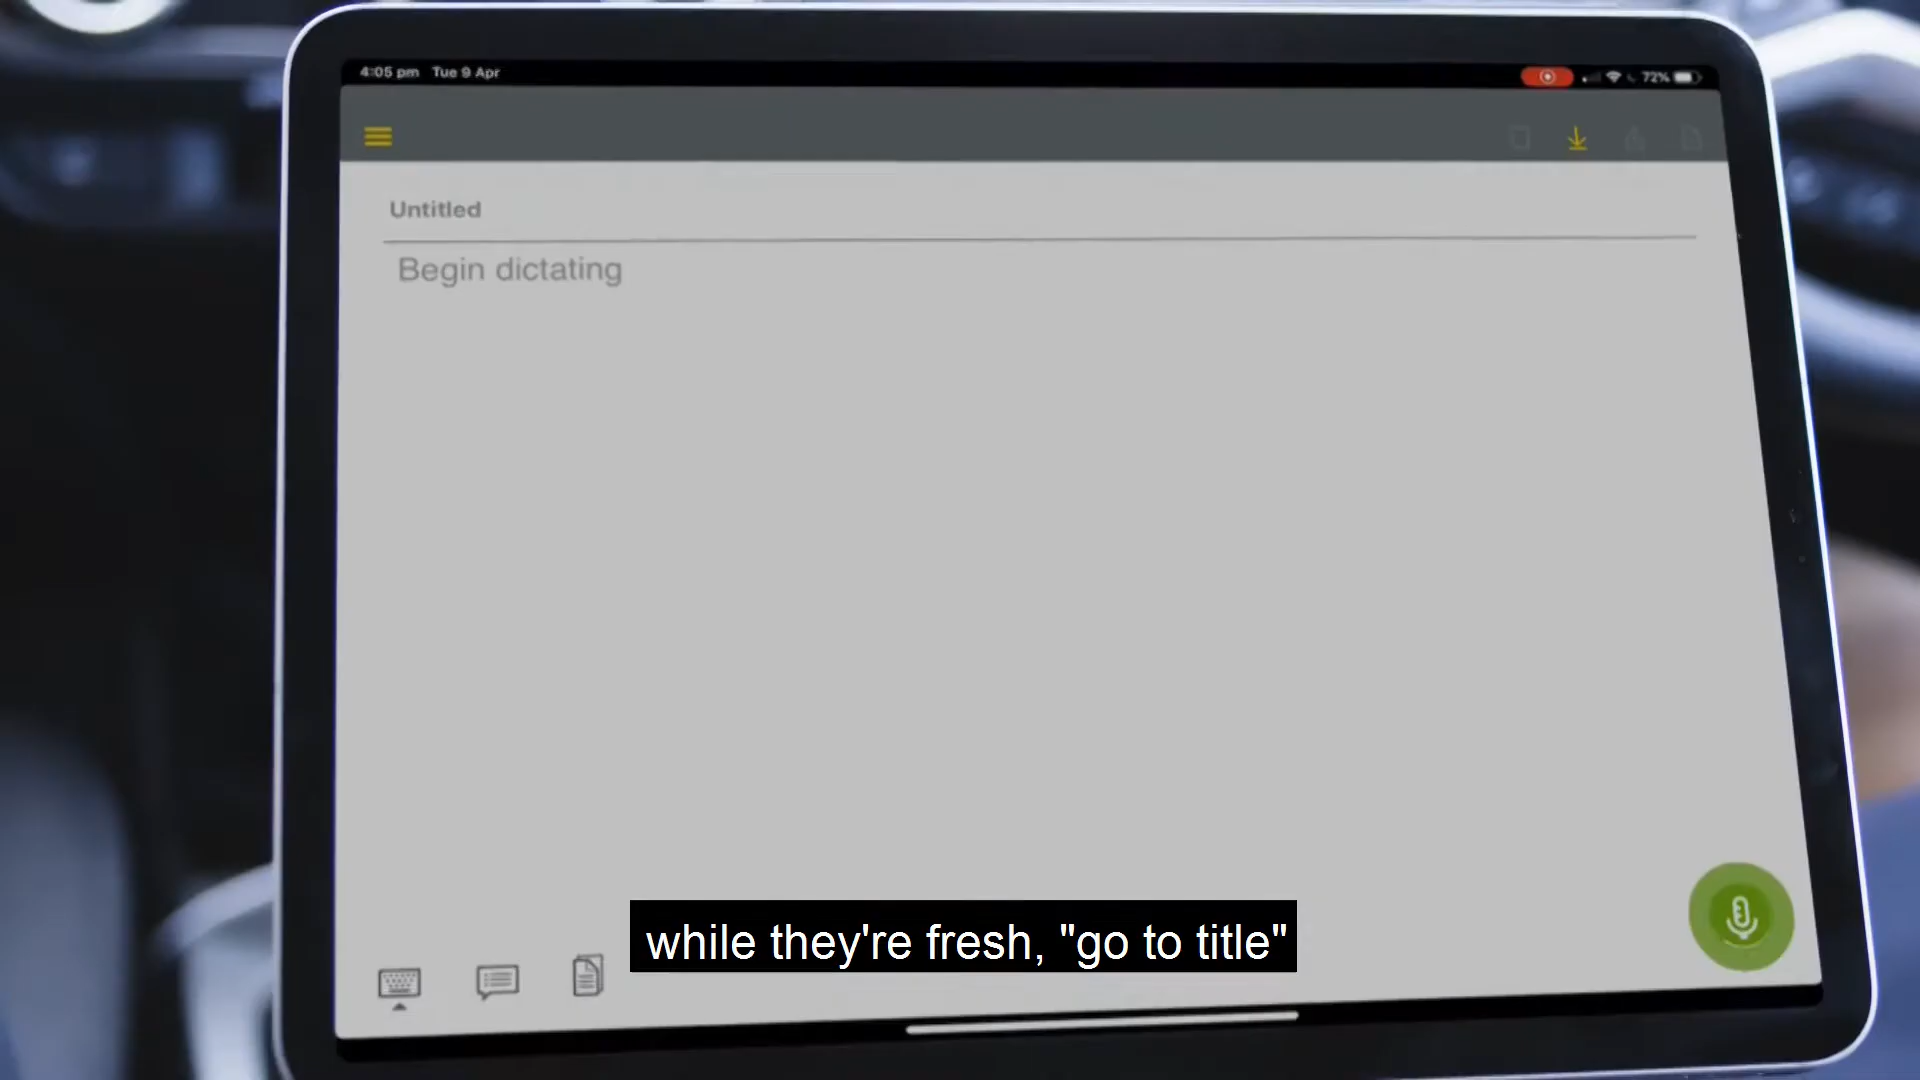 4:05 pm Tue 9 Apr
72%
Untitled
Begin dictating
while they're fresh, "go to title"